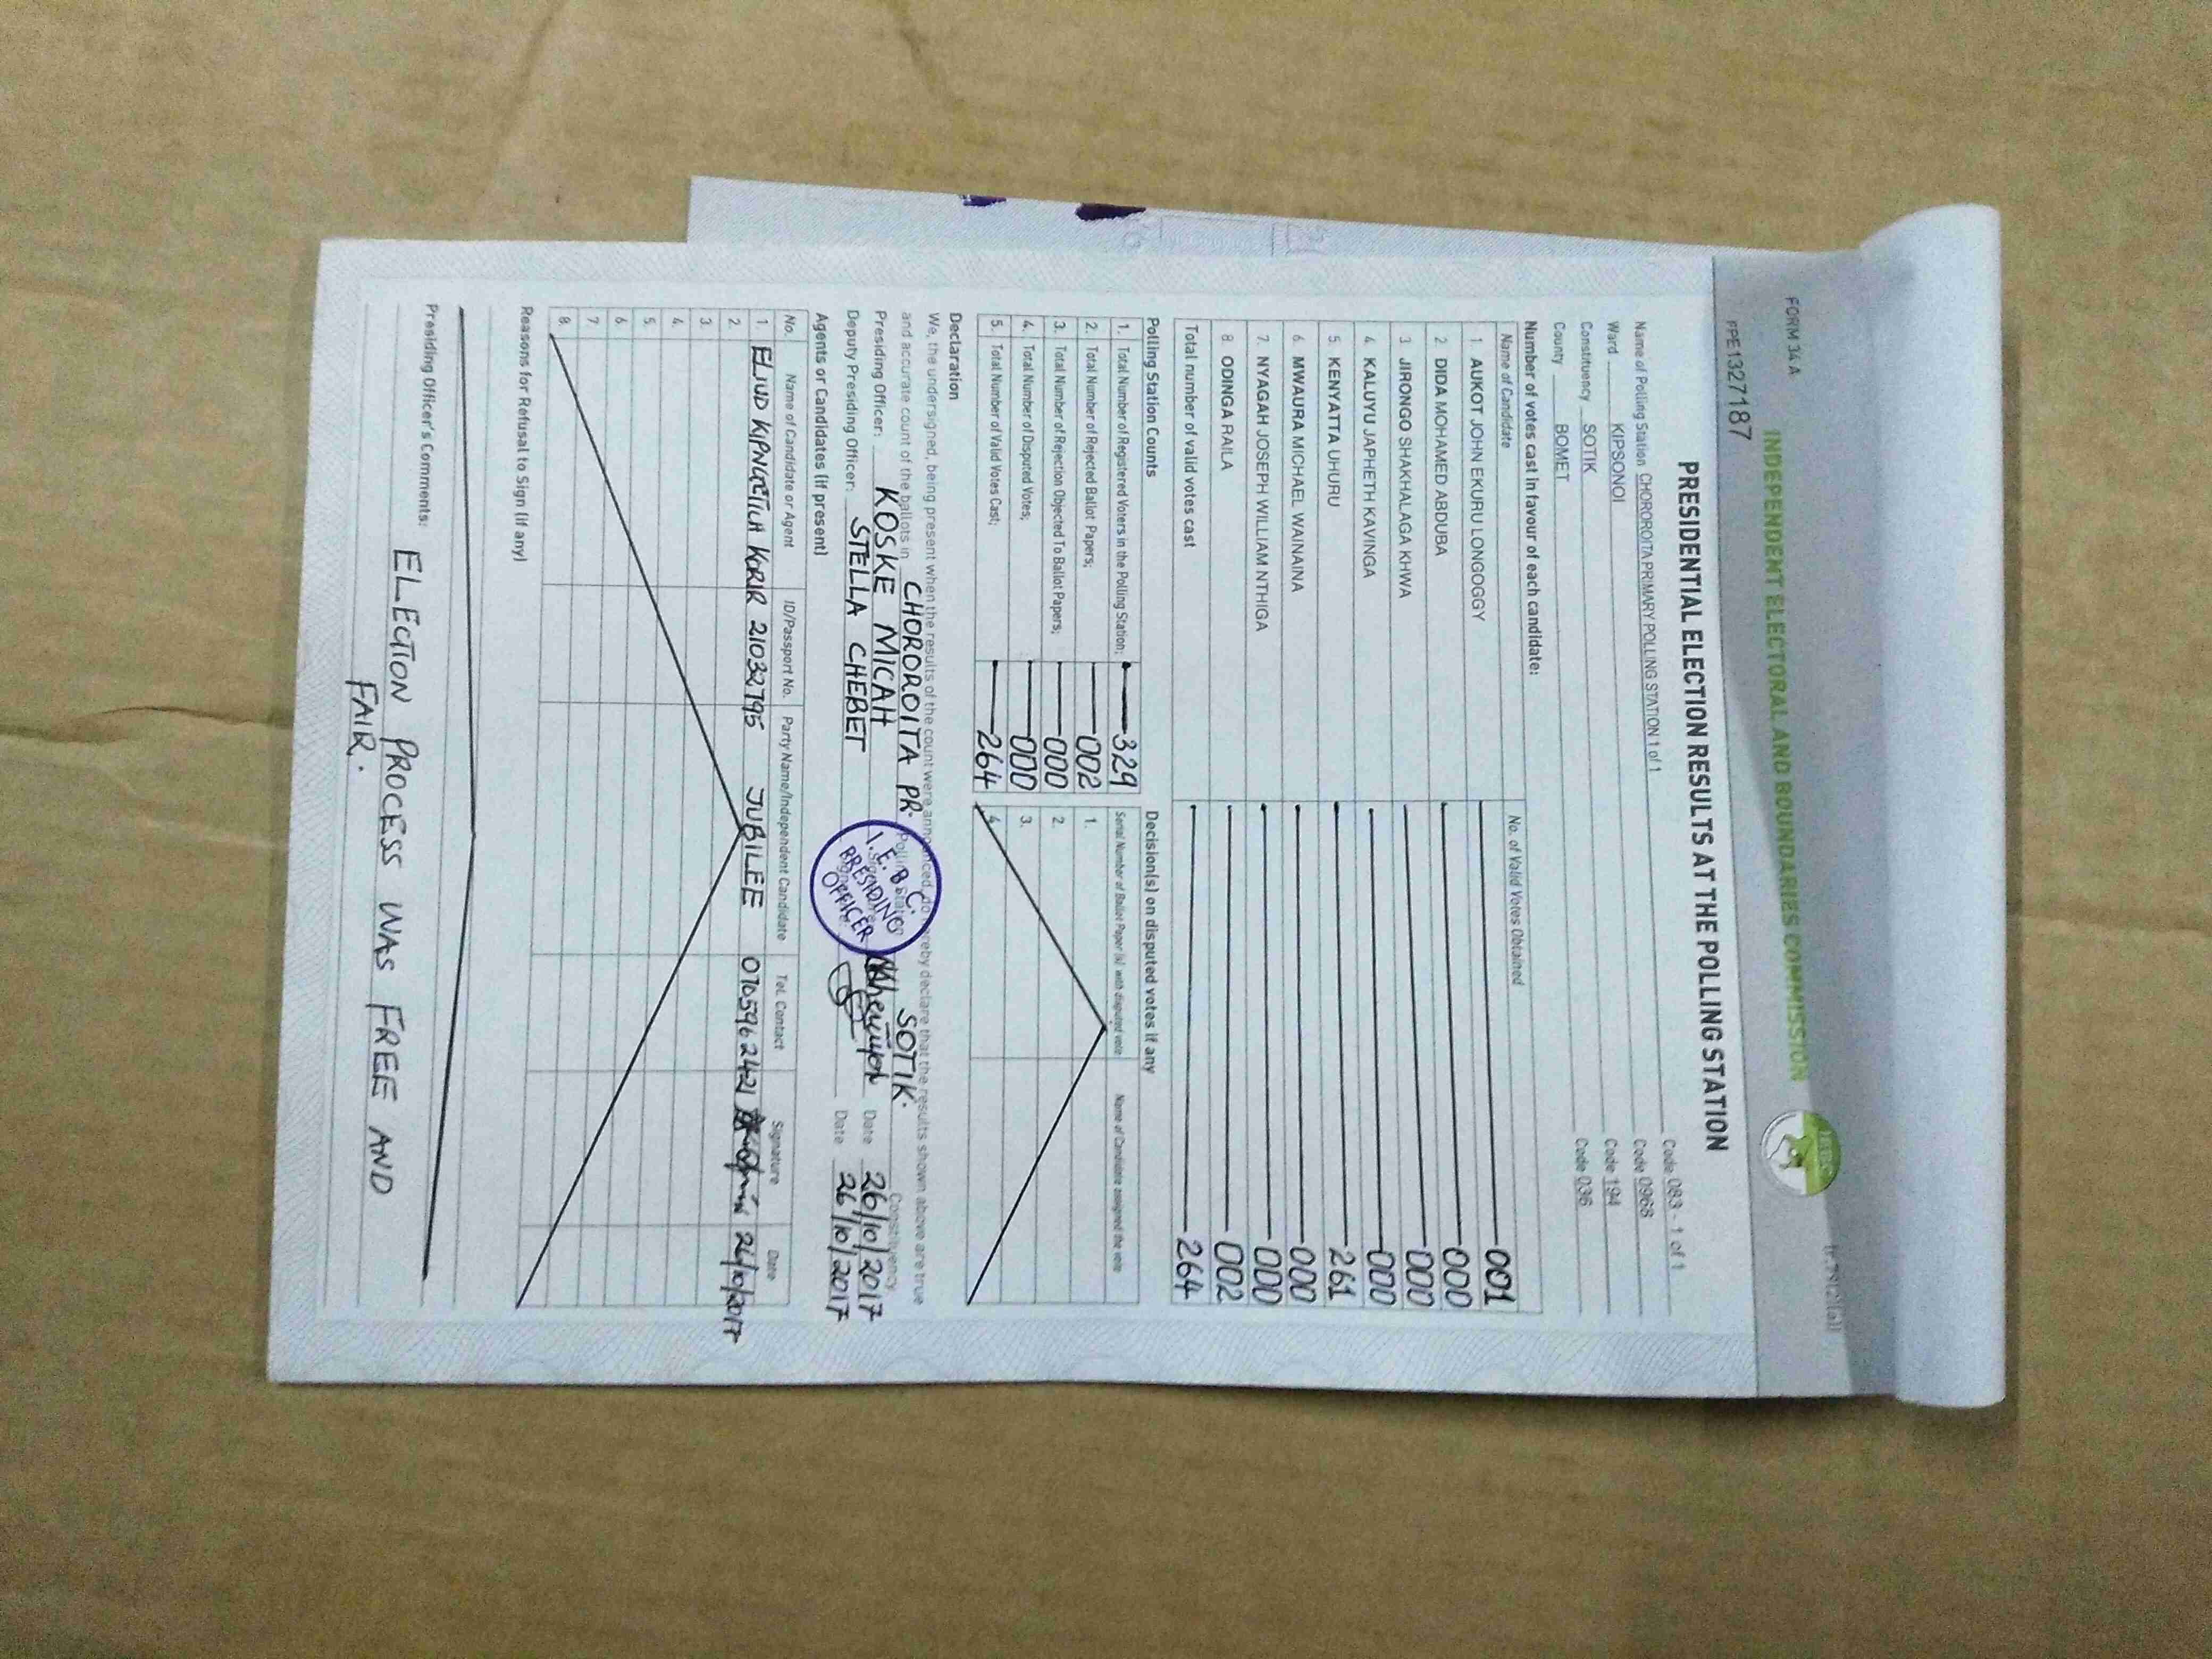 FORM 34 A
INDEPENDENT ELECTORAL AND BOUNDARIES COMMISSION
IEBC
PPE1327187
PRESIDENTIAL ELECTION RESULTS AT THE POLLING STATION
Name of Polling Station CHOROROITA PRIMARY POLLING STATION 1 of 1 Code 083 - 1 of 1
Ward KIPSONOI Code 0968
Constituency SOTIK Code 194
County BOMET Code 036
Number of votes cast in favour of each candidate:
Name of Candidate No. of Valid Votes Obtained
1 AUKOT JOHN EKURU LONGOGGY 001
2 DIDA MOHAMED ABDUBA 000
3 JIRONGO SHAKHALAGA KHWA 000
4 KALUYU JAPHETH KAVINGA 000
5 KENYATTA UHURU 261
6 MWAURA MICHAEL WAINAINA 000
7 NYAGAH JOSEPH WILLIAM NTHIGA 000
8 ODINGA RAILA 002
Total number of valid votes cast 264
Polling Station Counts Decision(s) on disputed votes if any
1. Total Number of Registered Voters in the Polling Station; 329
2. Total Number of Rejected Ballot Papers; 002
3. Total Number of Rejection Objected To Ballot Papers; 000
4. Total Number of Disputed Votes; 000
5. Total Number of Valid Votes Cast; 264
Serial Number of Ballot Paper (s) with disputed vote Name of Candidate assigned the vote
1.
2.
3.
4.
Declaration
We, the undersigned, being present when the results of the count were announced, do hereby declare that the results shown above are true
and accurate count of the ballots in CHOROROITA PR. Polling Station SOTIK. Constituency
Presiding Officer: KOSKE MICAH Date 26/10/2017
Deputy Presiding Officer: STELLA CHEBET Date 26/10/2017
I.E.B.C.
PRESIDING
OFFICER
Agents or Candidates (if present)
No. Name of Candidate or Agent ID/Passport No. Party Name/Independent Candidate Tel. Contact Signature Date
1 ELIUD KIPNGETICH KORIR 21032795 JUBILEE 0705962421 26/10/2017
2.
3.
4.
5.
6.
7
8.
Reasons for Refusal to Sign (if any)
Presiding Officer's Comments:
ELECTION PROCESS WAS FREE AND
FAIR.